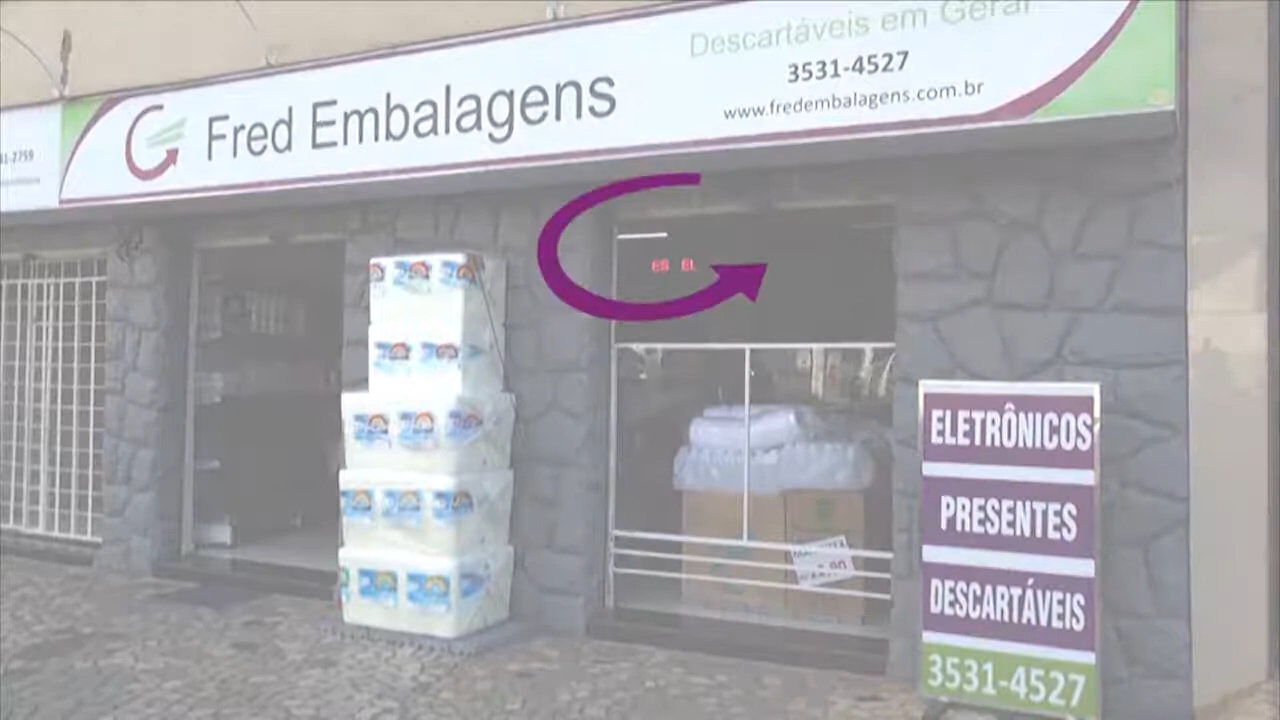 Fred Embalagens
Descartáveis em Geral
3531-4527
www.fredembalagens.com.br
ELETRÔNICOS
PRESENTES
DESCARTÁVEIS
3531-4527